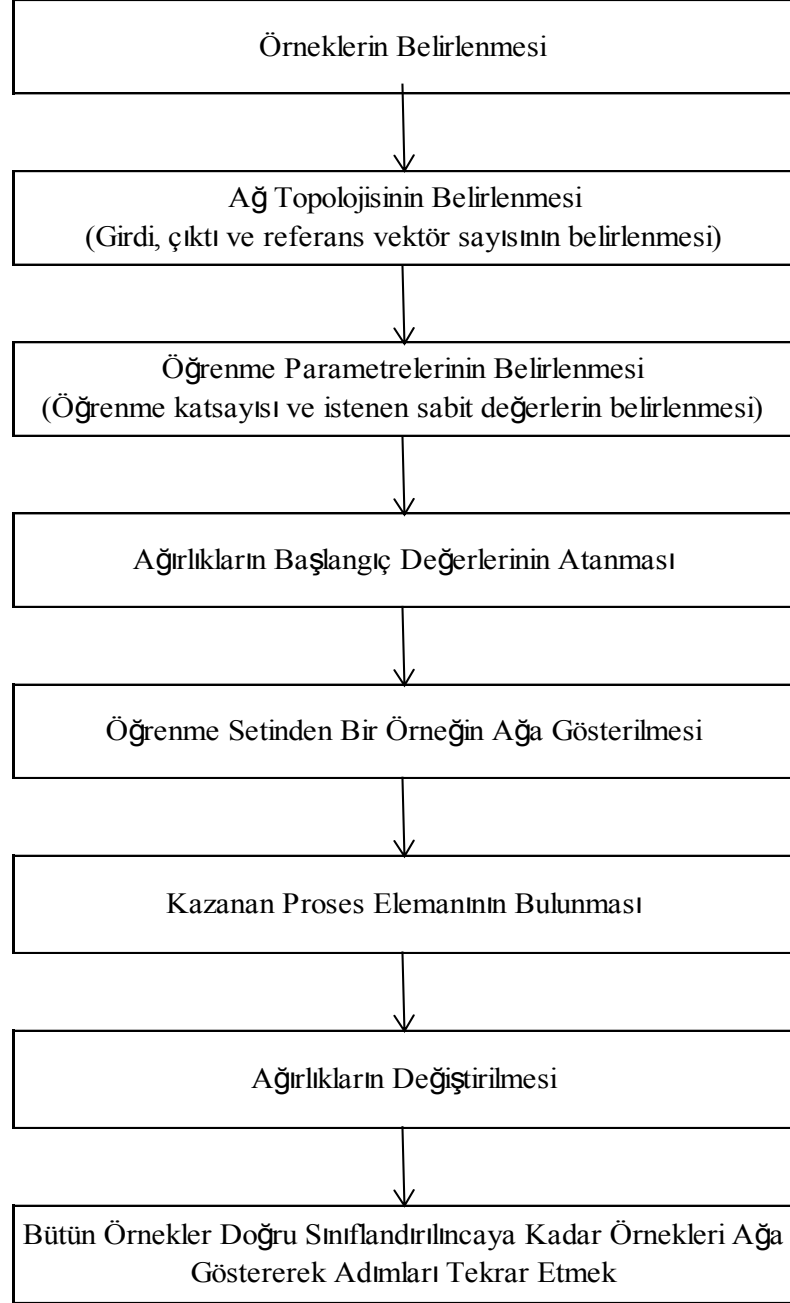 Örneklerin Belirlenmesi
Ağ Topolojisinin Belirlenmesi
(Girdi, çıktı ve referans vektör sayısının belirlenmesi)
Öğrenme Parametrelerinin Belirlenmesi
(Öğrenme katsayısı ve istenen sabit değerlerin belirlenmesi)
Ağırlıkların Başlangıç Değerlerinin Atanması
Öğrenme Setinden Bir Örneğin Ağa Gösterilmesi
Kazanan Proses Elemanının Bulunması
Ağırlıkların Değiştirilmesi
Bütün Örnekler Doğru Sınıflandırılıncaya Kadar Örnekleri Ağa
Göstererek Adımları Tekrar Etmek